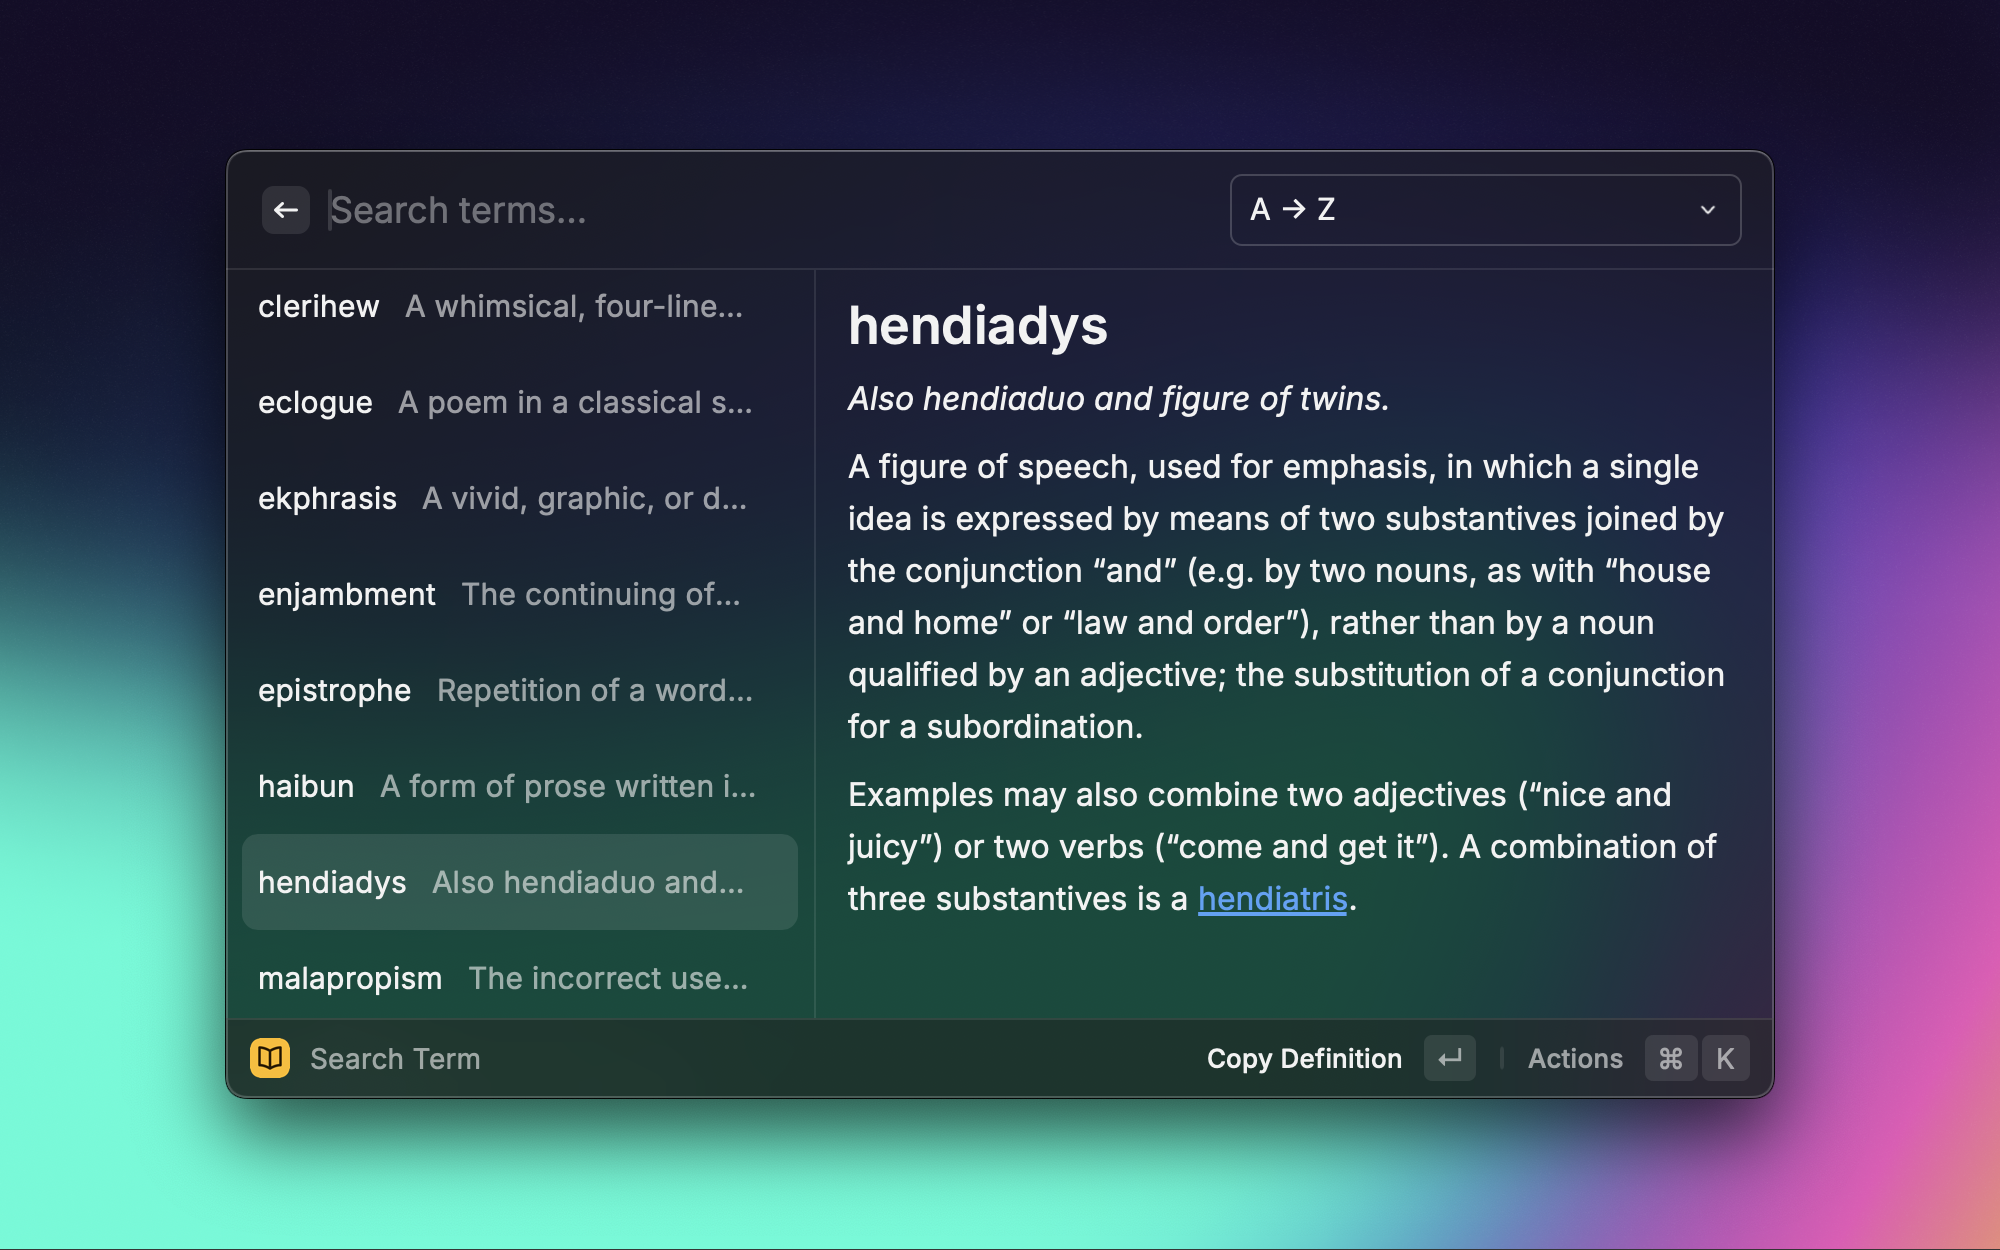 Search terms...
A → Z
clerihew A whimsical, four-line...
eclogue A poem in a classical s...
ekphrasis A vivid, graphic, or d...
enjambment The continuing of...
epistrophe Repetition of a word...
haibun A form of prose written i...
hendiadys Also hendiaduo and...
malapropism The incorrect use...
hendiadys
Also hendiaduo and figure of twins.
A figure of speech, used for emphasis, in which a single
idea is expressed by means of two substantives joined by
the conjunction “and” (e.g. by two nouns, as with “house
and home” or “law and order”), rather than by a noun
qualified by an adjective; the substitution of a conjunction
for a subordination.
Examples may also combine two adjectives (“nice and
juicy”) or two verbs (“come and get it”). A combination of
three substantives is a hendiatris.
Search Term
Copy Definition ↵ Actions ⌘ K